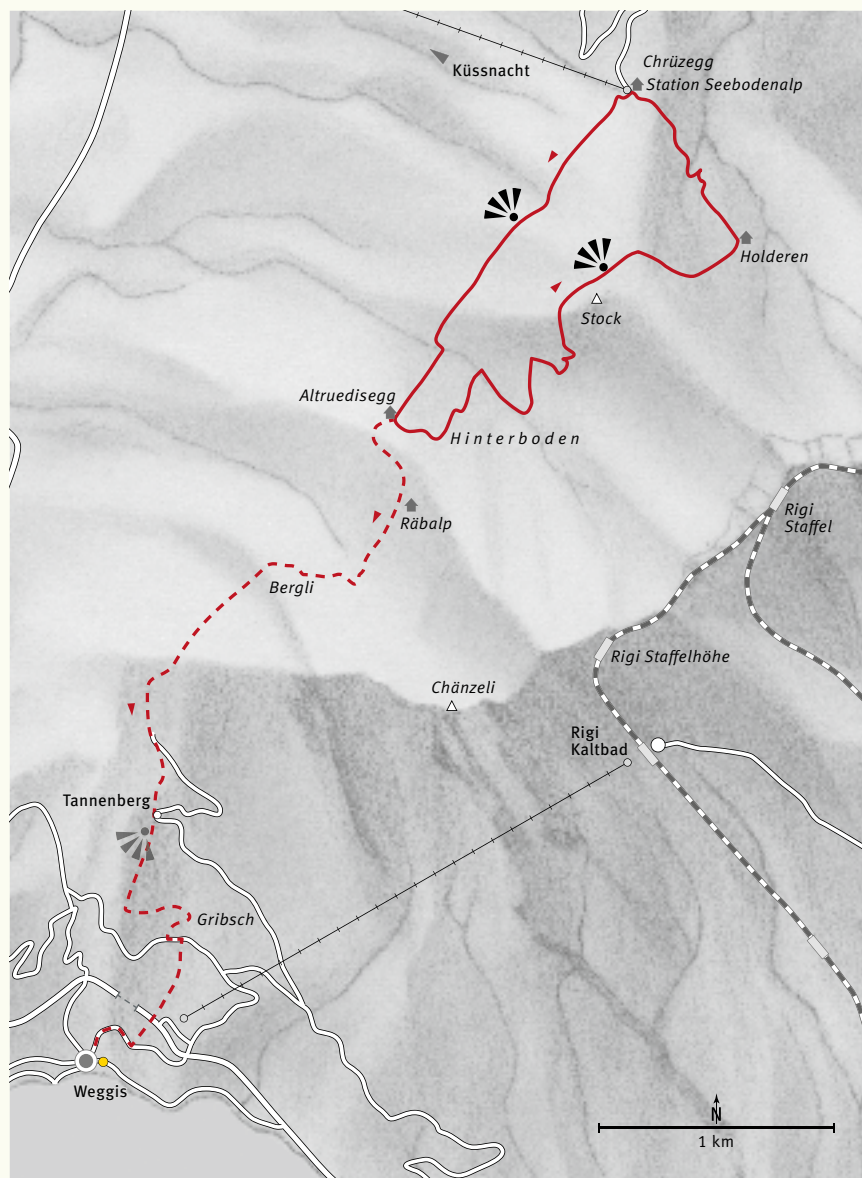 Chrüzegg
Station Seebodenalp
Küssnacht
Holderen
Stock
Altruedisegg
Hinterboden
Räbalp
Rigi
Staffel
Bergli
Rigi Staffelhöhe
Chänzeli
Rigi
Kaltbad
Tannenberg
Gribsch
Weggis
N
1 km